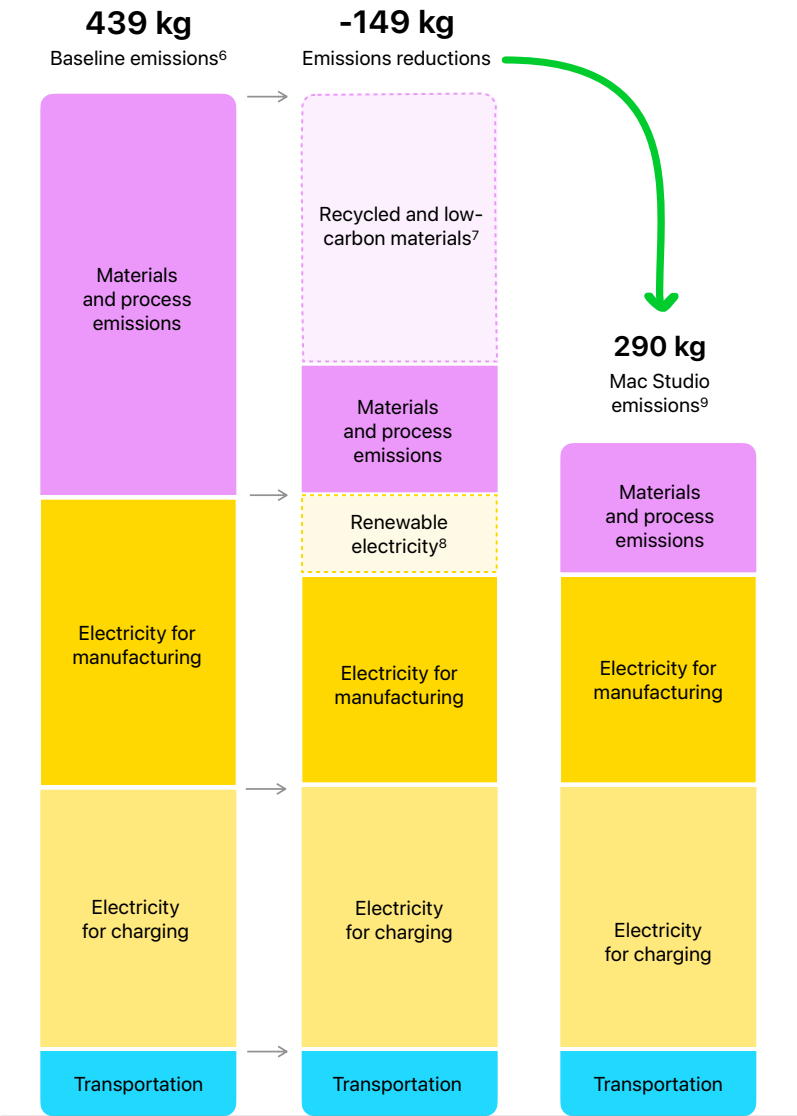 439 kg
Baseline emissions⁶
Materials
and process
emissions
Electricity for
manufacturing
Electricity
for charging
Transportation
-149 kg
Emissions reductions
Recycled and low-
carbon materials⁷
Materials
and process
emissions
Renewable
electricity⁸
Electricity for
manufacturing
Electricity
for charging
Transportation
290 kg
Mac Studio
emissions⁹
Materials
and process
emissions
Electricity for
manufacturing
Electricity
for charging
Transportation